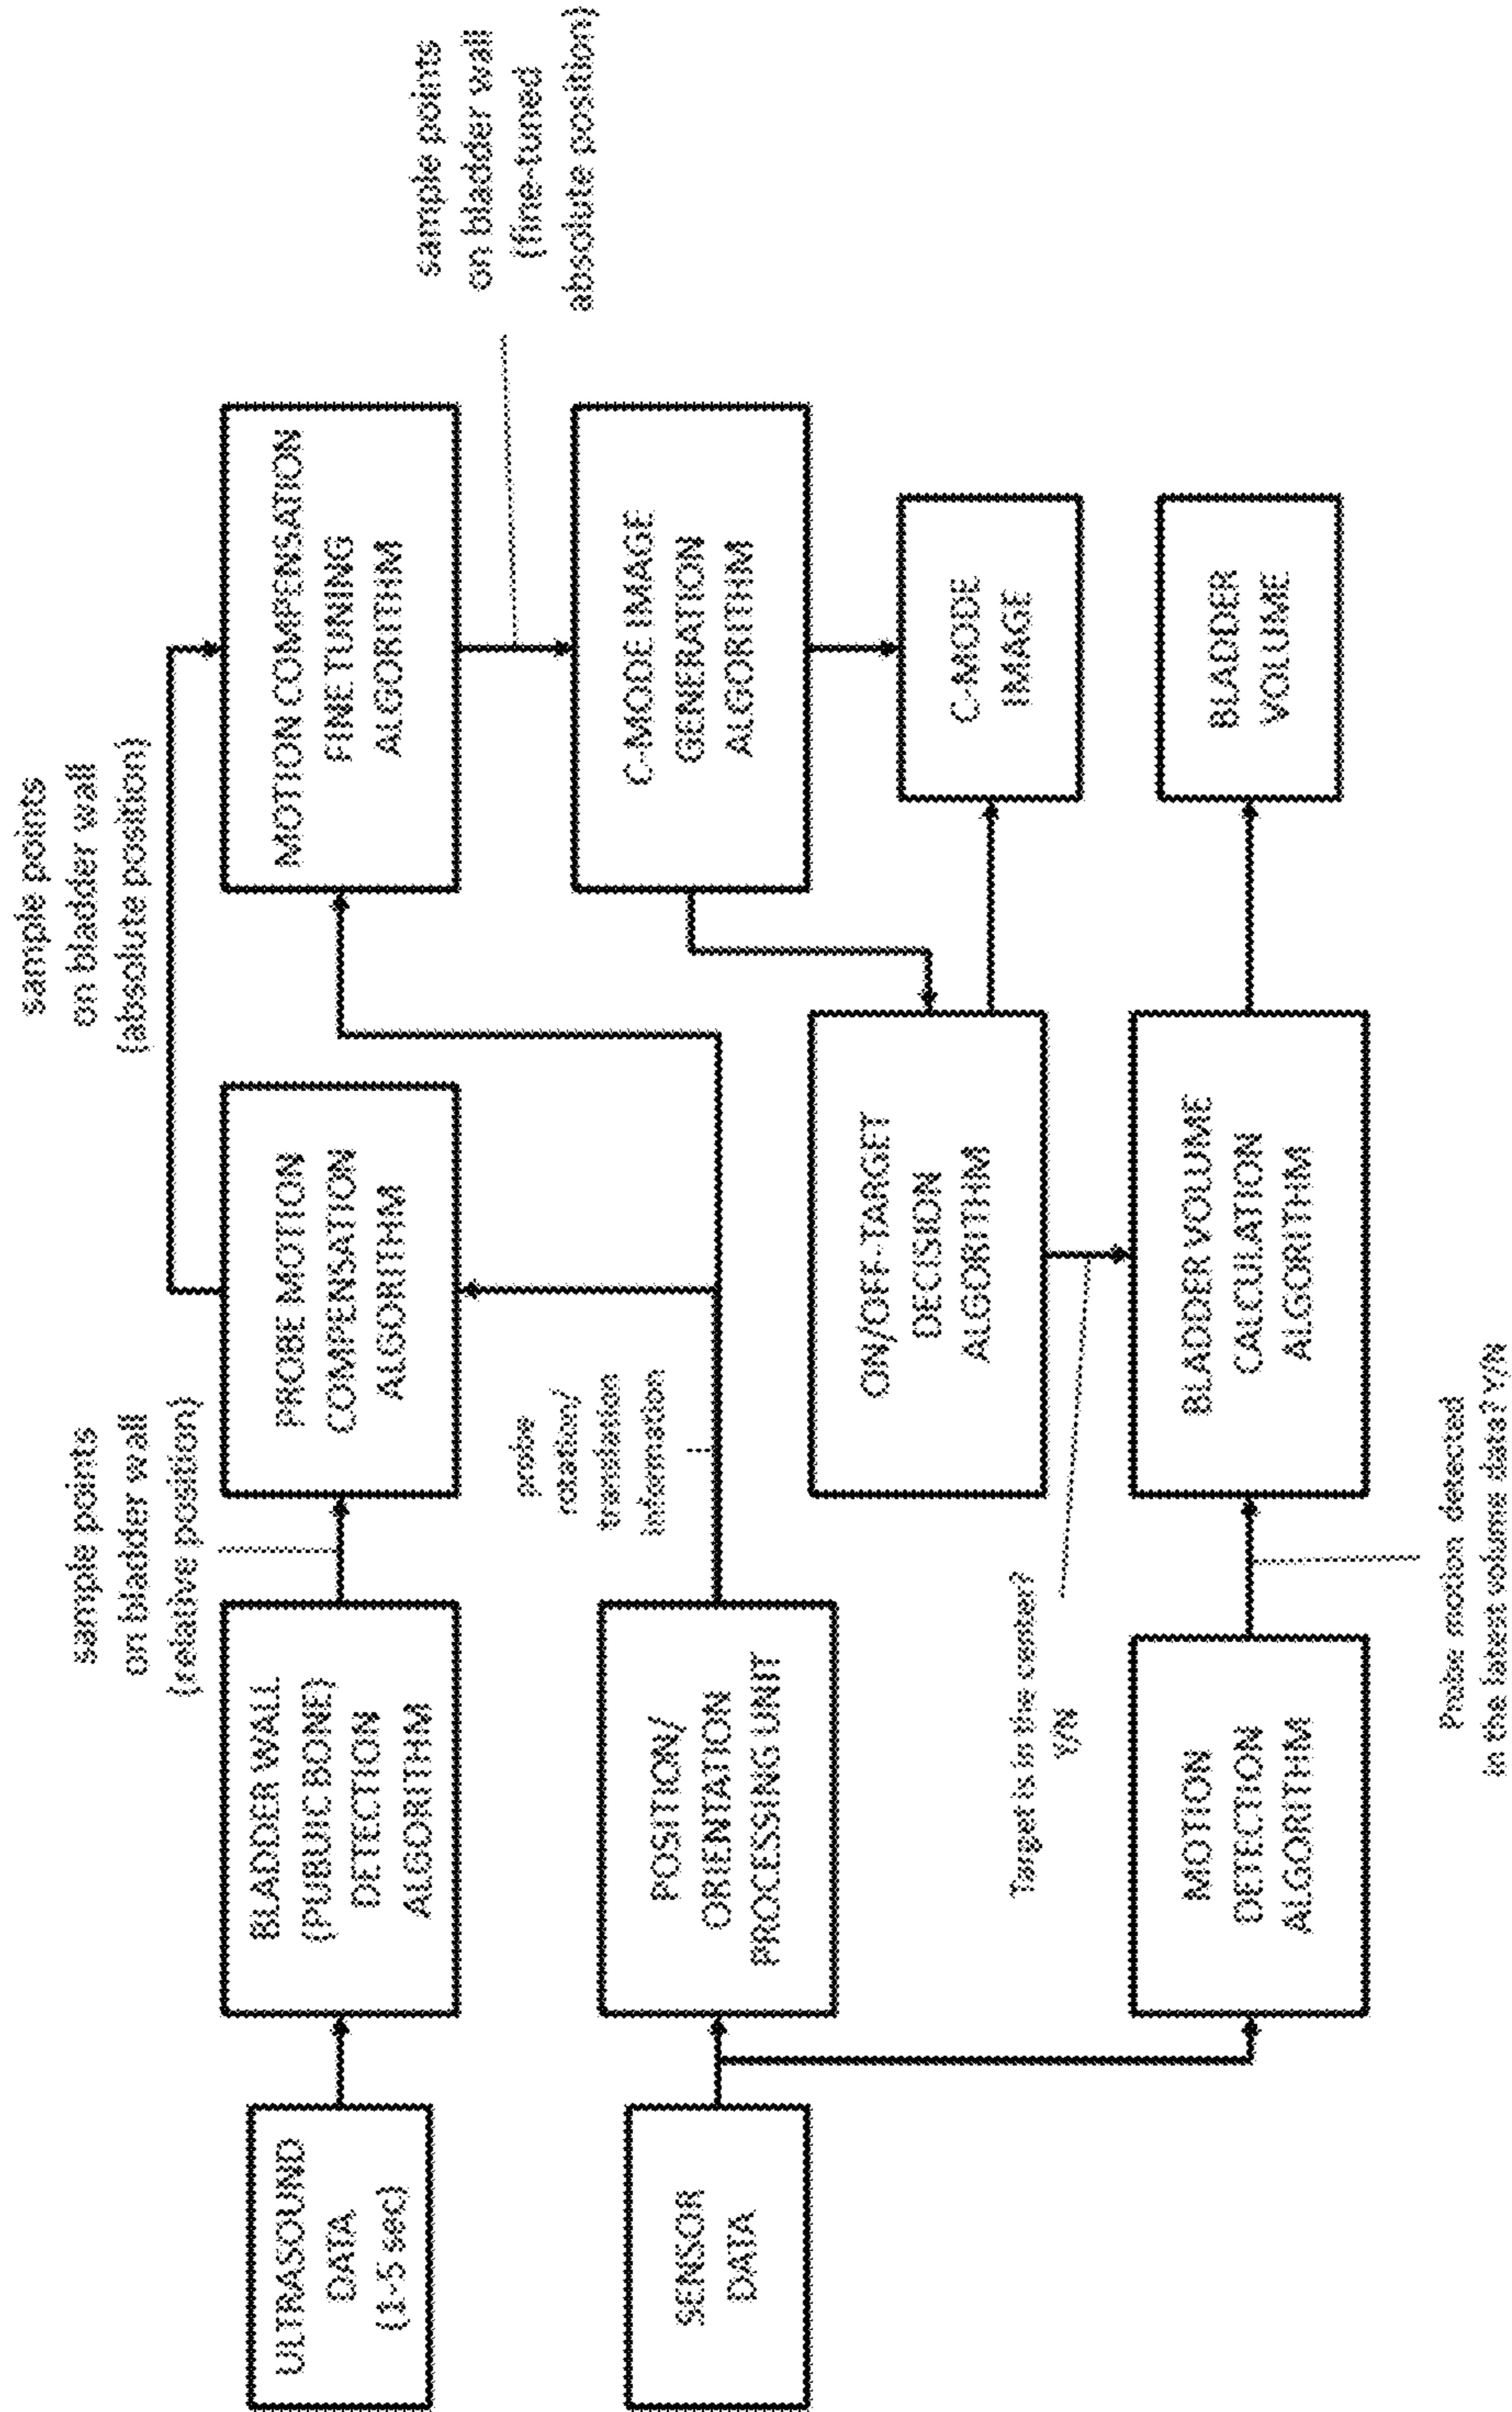 sample points
on bladder wall
(absolute position)
sample points
on bladder wall
(relative position)
ULTRASOUND
DATA
(1-5 sec)
BLADDER WALL
(PUBLIC BONE)
DETECTION
ALGORITHM
PROBE MOTION
COMPENSATION
ALGORITHM
MOTION COMPENSATION
FINE TUNING
ALGORITHM
sample points
on bladder wall
(fine-tuned
absolute position)
probe
rotation/
translation
information
SENSOR
DATA
POSITION/
ORIENTATION
PROCESSING UNIT
C-MODE IMAGE
GENERATION
ALGORITHM
ON/OFF-TARGET
DECISION
ALGORITHM
C-MODE
IMAGE
Target is in the center?
Y/N
MOTION
DETECTION
ALGORITHM
BLADDER VOLUME
CALCULATION
ALGORITHM
BLADDER
VOLUME
Probe motion detected
in the latest volume data? Y/N